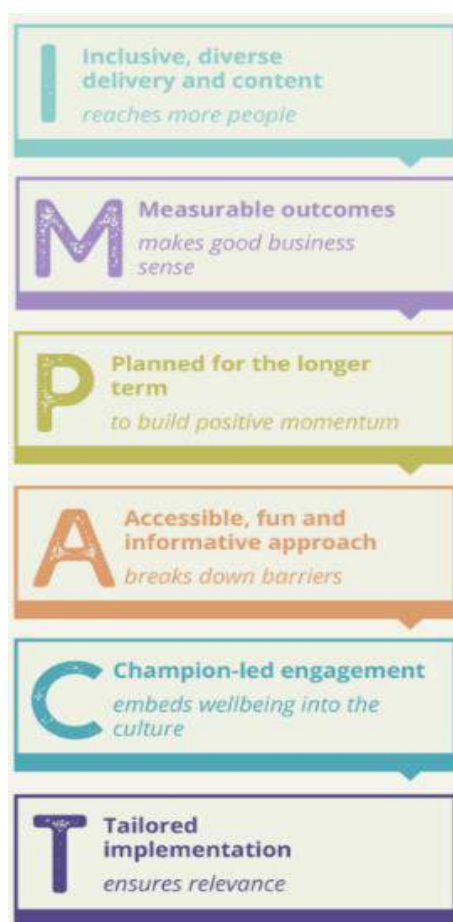 I
Inclusive, diverse
delivery and content
reaches more people
M
Measurable outcomes
makes good business
sense
P
Planned for the longer
term
to build positive momentum
A
Accessible, fun and
informative approach
breaks down barriers
C
Champion-led engagement
embeds wellbeing into the
culture
T
Tailored
implementation
ensures relevance